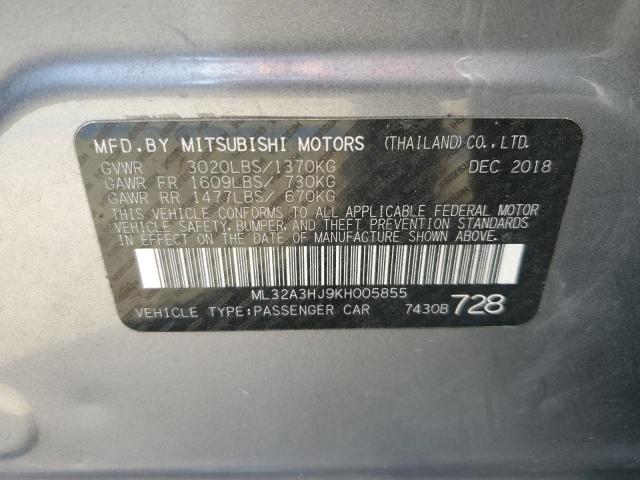 MFD.BY MITSUBISHI MOTORS (THAILAND)CO.,LTD.
GVWR 3020LBS/1370KG DEC 2018
GAWR FR 1609LBS/ 730KG
GAWR RR 1477LBS/ 670KG
THIS VEHICLE CONFORMS TO ALL APPLICABLE FEDERAL MOTOR
VEHICLE SAFETY, BUMPER, AND THEFT PREVENTION STANDARDS
IN EFFECT ON THE DATE OF MANUFACTURE SHOWN ABOVE.
ML32A3HJ9KH005855
VEHICLE TYPE:PASSENGER CAR 7430B 728